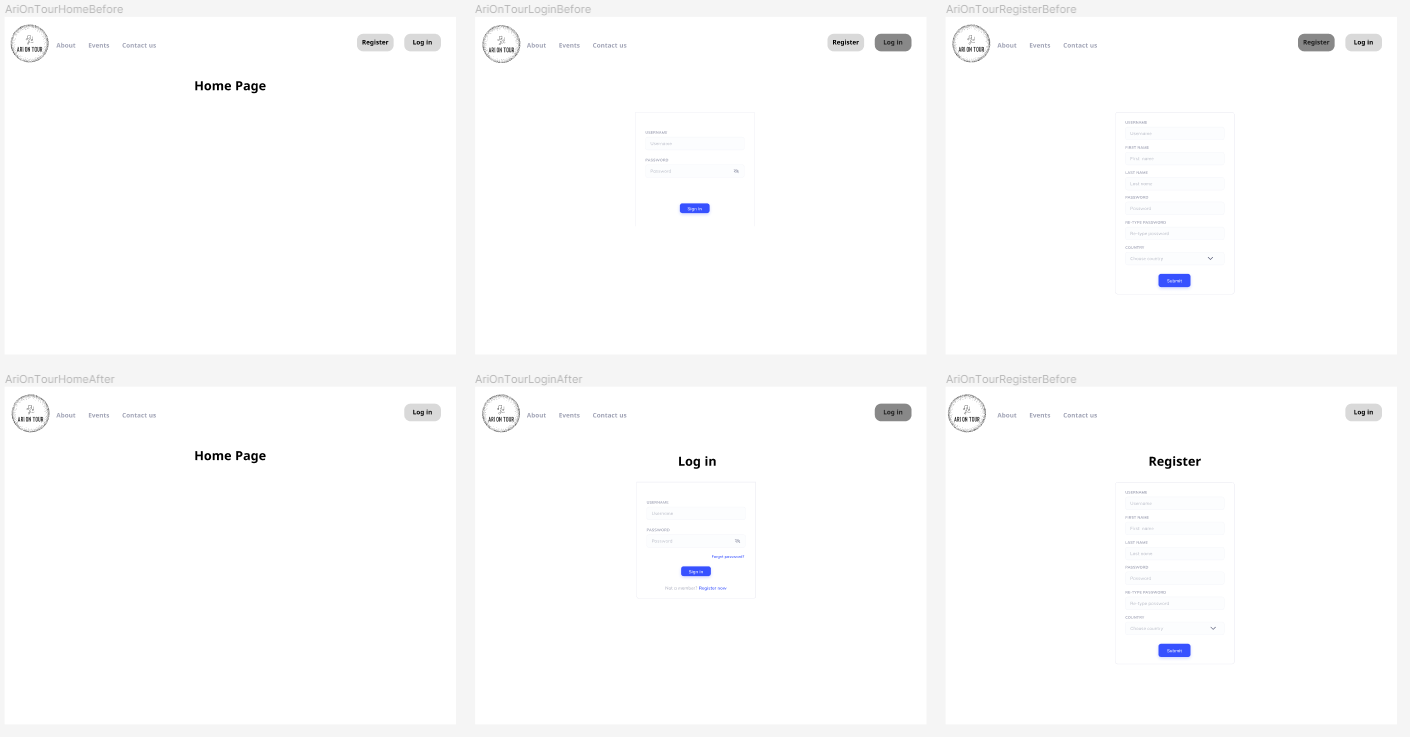 AriOnTourHomeBefore
ARI ON TOUR
About Events Contact us
Register Log in
Home Page
AriOnTourLoginBefore
ARI ON TOUR
About Events Contact us
Register Log in
USERNAME
Username
PASSWORD
Password
Sign in
AriOnTourRegisterBefore
ARI ON TOUR
About Events Contact us
Register Log in
USERNAME
Username
FIRST NAME
First name
LAST NAME
Last name
PASSWORD
Password
RE-TYPE PASSWORD
Re-type password
COUNTRY
Choose country
Submit
AriOnTourHomeAfter
ARI ON TOUR
About Events Contact us
Log in
Home Page
AriOnTourLoginAfter
ARI ON TOUR
About Events Contact us
Log in
Log in
USERNAME
Username
PASSWORD
Password
Forgot password?
Sign in
Not a member? Register now
AriOnTourRegisterBefore
ARI ON TOUR
About Events Contact us
Log in
Register
USERNAME
Username
FIRST NAME
First name
LAST NAME
Last name
PASSWORD
Password
RE-TYPE PASSWORD
Re-type password
COUNTRY
Choose country
Submit